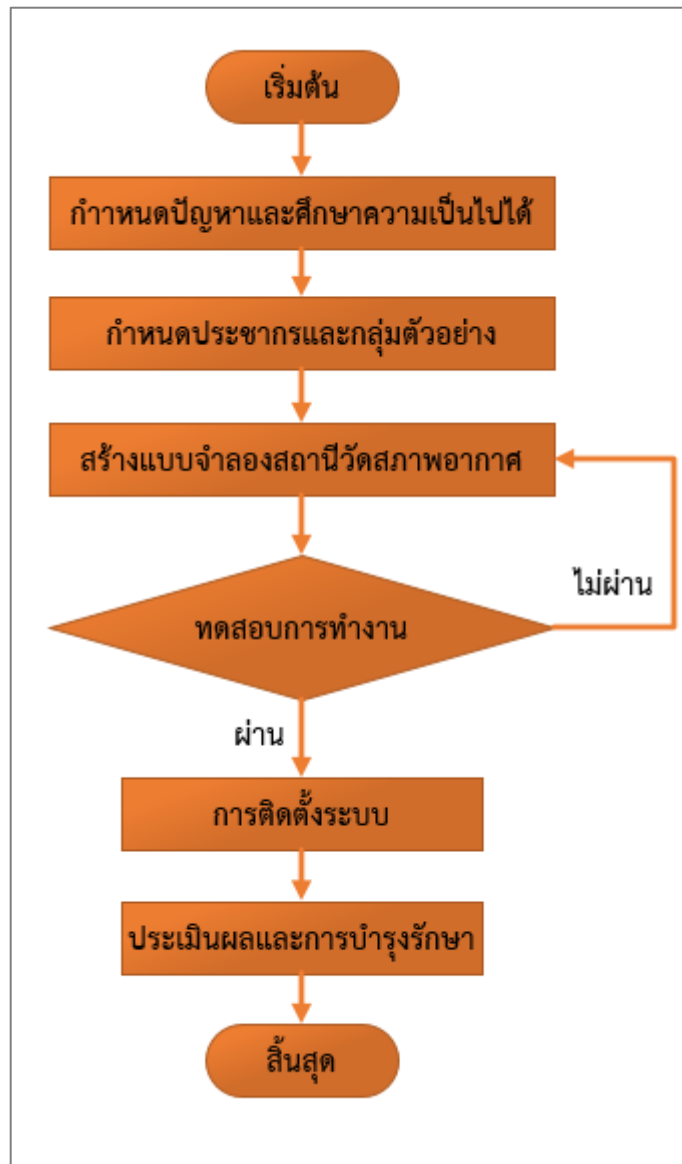 เริ่มต้น
กำาหนดปัญหาและศึกษาความเป็นไปได้
กำหนดประชากรและกลุ่มตัวอย่าง
สร้างแบบจำลองสถานีวัดสภาพอากาศ
ไม่ผ่าน
ทดสอบการทำงาน
ผ่าน
การติดตั้งระบบ
ประเมินผลและการบำรุงรักษา
สิ้นสุด